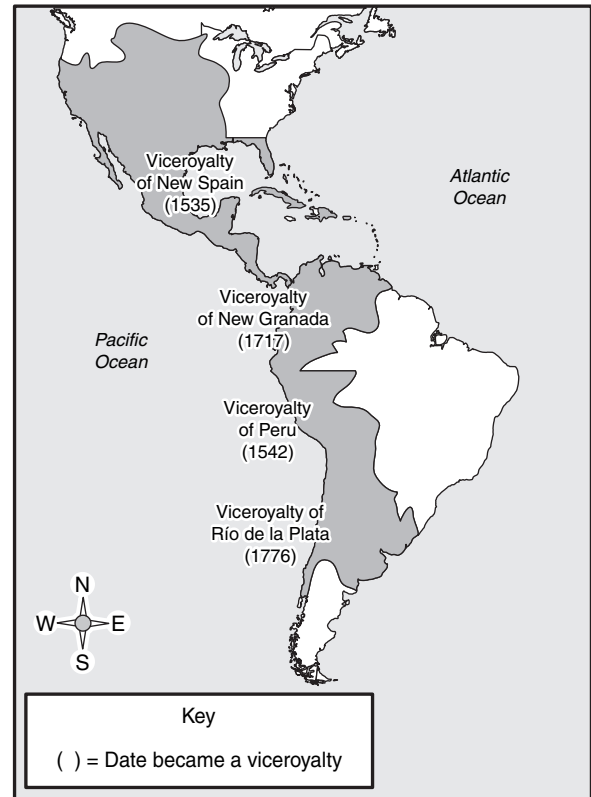 Viceroyalty
of New Spain
(1535)
Atlantic
Ocean
Viceroyalty
of New Granada
(1717)
Pacific
Ocean
Viceroyalty
of Peru
(1542)
Viceroyalty of
Río de la Plata
(1776)
N
W E
S
Key
( ) = Date became a viceroyalty